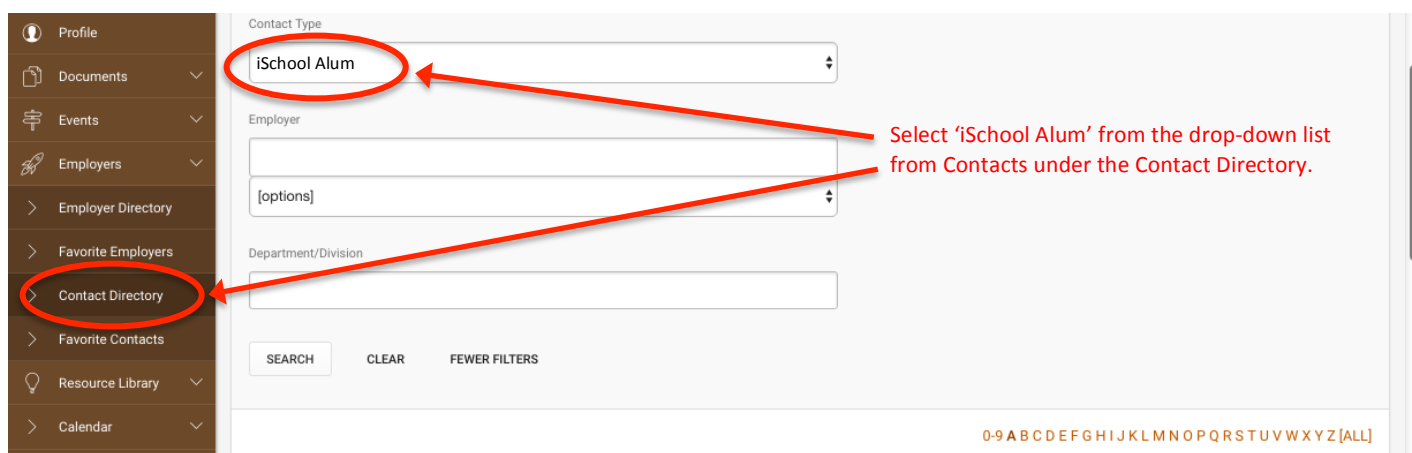 Profile
Documents
Events
Employers
Employer Directory
Favorite Employers
Contact Directory
Favorite Contacts
Resource Library
Calendar
Contact Type
iSchool Alum
Employer
[options]
Department/Division
SEARCH CLEAR FEWER FILTERS
Select ‘iSchool Alum’ from the drop-down list
from Contacts under the Contact Directory.
0-9 A B C D E F G H I J K L M N O P Q R S T U V W X Y Z [ALL]